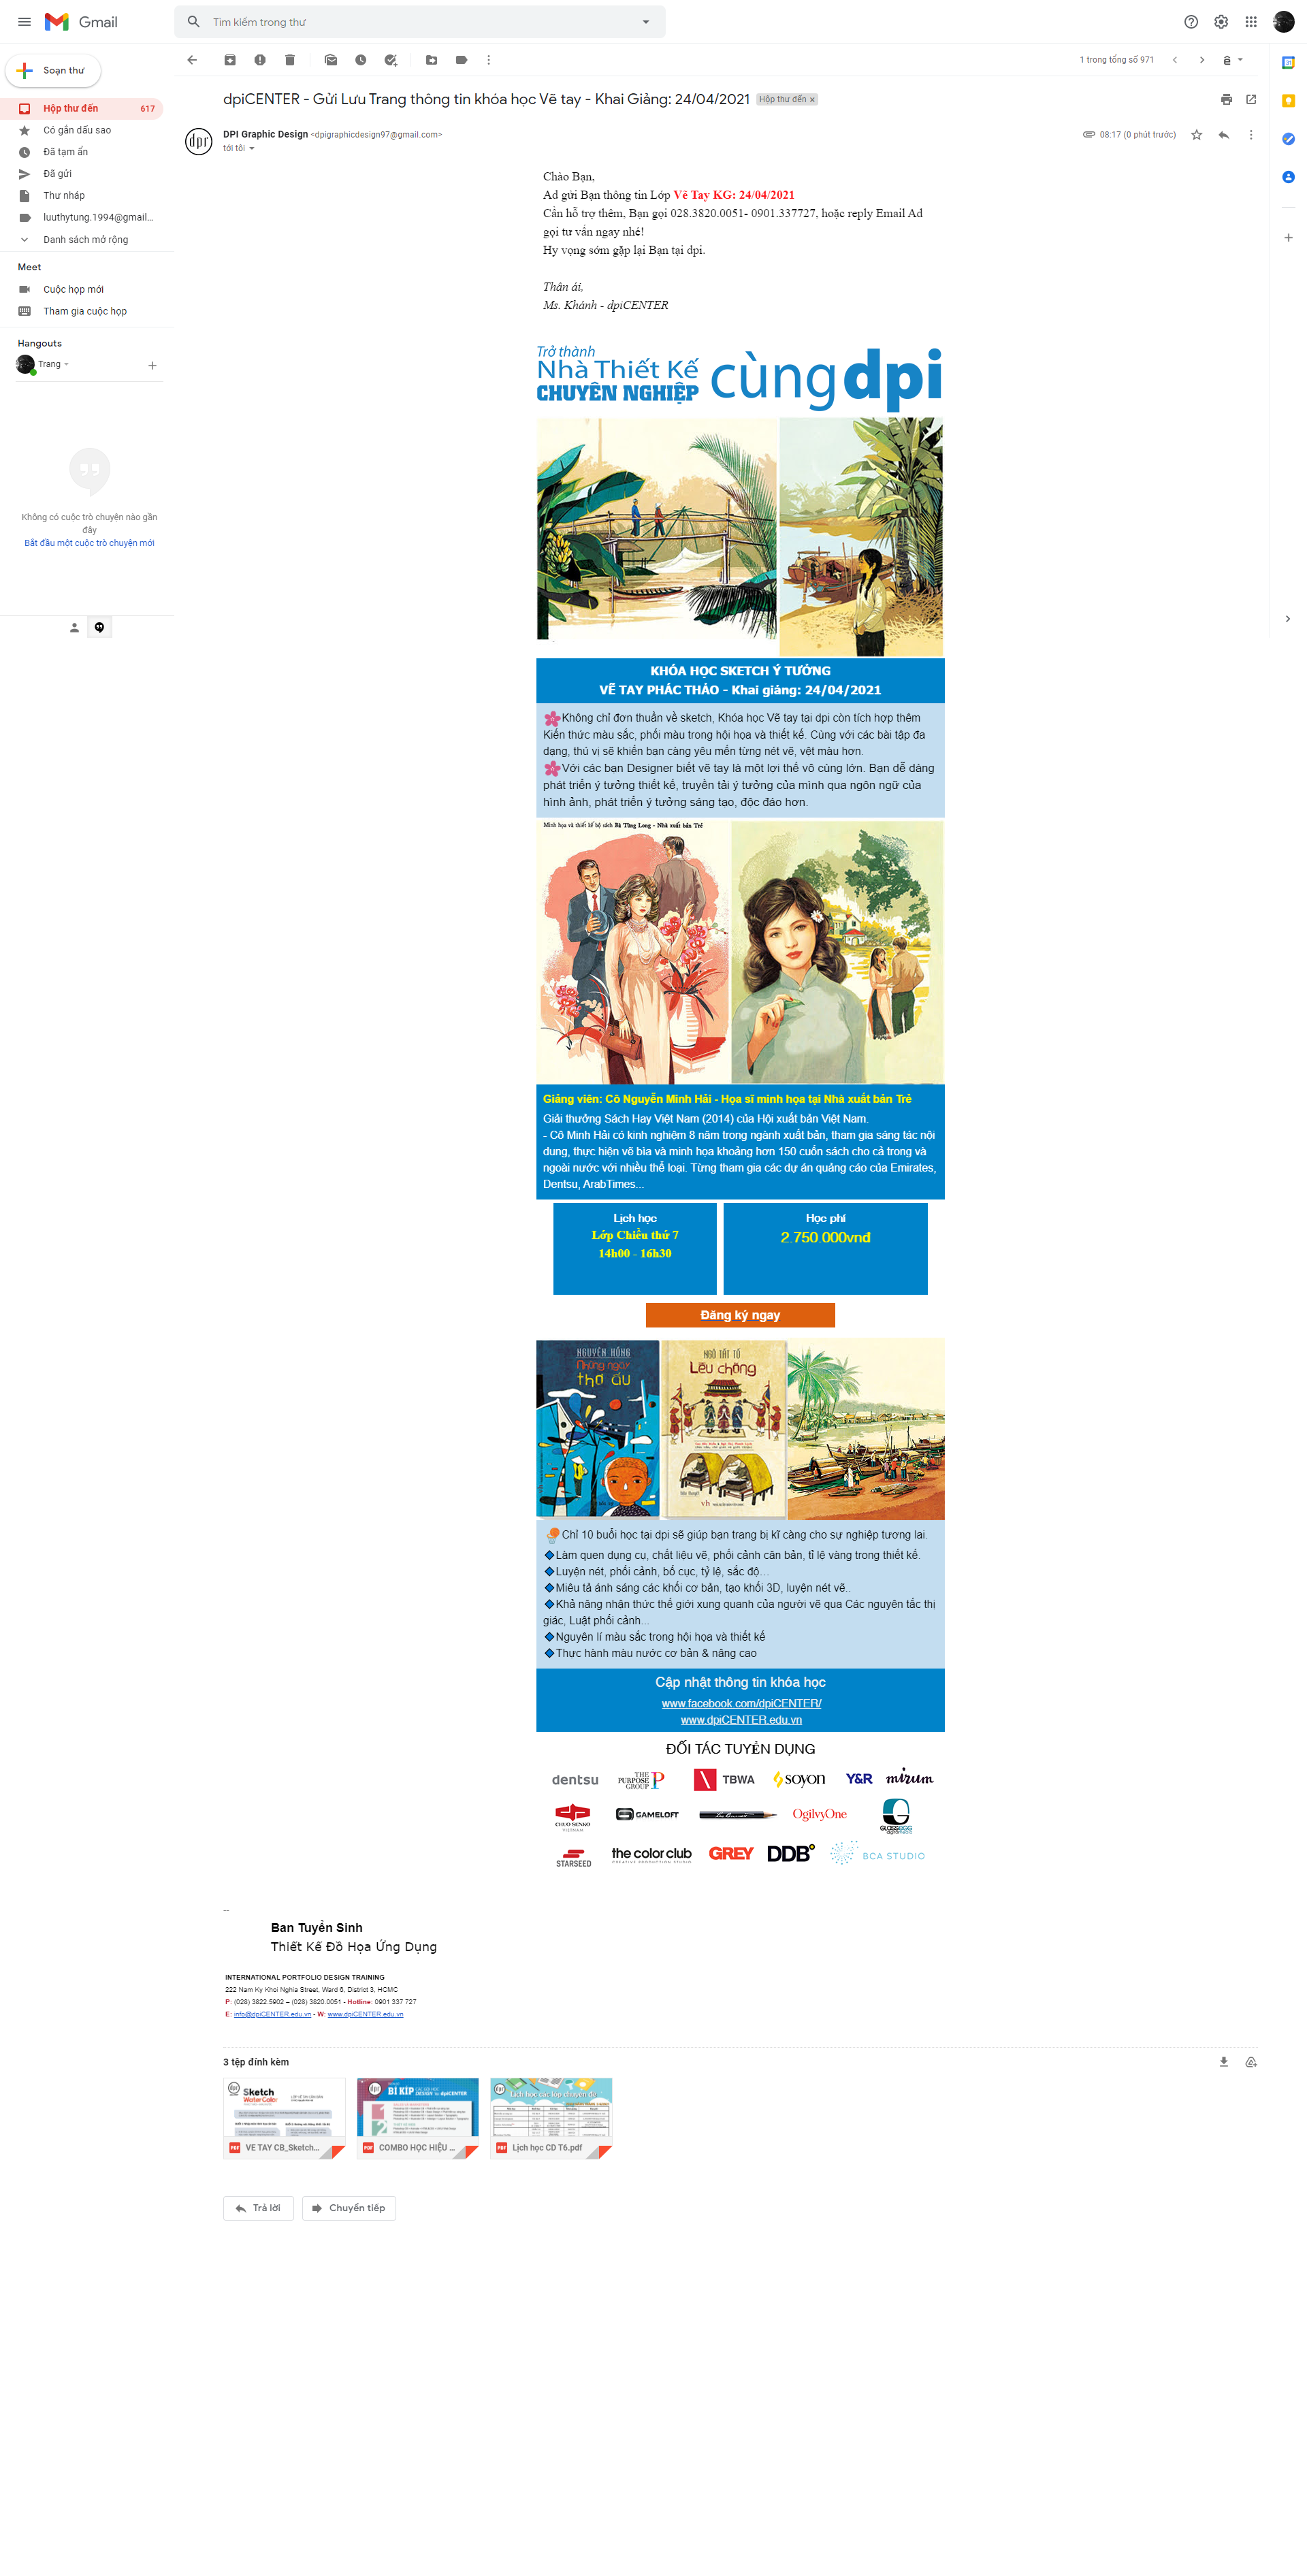 Gmail
Tìm kiếm trong thư
Soạn thư
Hộp thư đến 617
Có gắn dấu sao
Đã tạm ẩn
Đã gửi
Thư nháp
luuthytung.1994@gmail...
Danh sách mở rộng
Meet
Cuộc họp mới
Tham gia cuộc họp
Hangouts
Trang
Không có cuộc trò chuyện nào gần
đây
Bắt đầu một cuộc trò chuyện mới
1 trong tổng số 971
dpiCENTER - Gửi Lưu Trang thông tin khóa học Vẽ tay - Khai Giảng: 24/04/2021 Hộp thư đến x
DPI Graphic Design <dpigraphicdesign97@gmail.com>
08:17 (0 phút trước)
tới tôi
Chào Bạn,
Ad gửi Bạn thông tin Lớp Vẽ Tay KG: 24/04/2021
Cần hỗ trợ thêm, Bạn gọi 028.3820.0051- 0901.337727, hoặc reply Email Ad
gọi tư vấn ngay nhé!
Hy vọng sớm gặp lại Bạn tại dpi.
Thân ái,
Ms. Khánh - dpiCENTER
Trở thành
Nhà Thiết Kế
CHUYÊN NGHIỆP
cùng dpi
KHÓA HỌC SKETCH Ý TƯỞNG
VẼ TAY PHÁC THẢO - Khai giảng: 24/04/2021
Không chỉ đơn thuần về sketch, Khóa học Vẽ tay tại dpi còn tích hợp thêm
Kiến thức màu sắc, phối màu trong hội họa và thiết kế. Cùng với các bài tập đa
dạng, thú vị sẽ khiến bạn càng yêu mến từng nét vẽ, vệt màu hơn.
Với các bạn Designer biết vẽ tay là một lợi thế vô cùng lớn. Bạn dễ dàng
phát triển ý tưởng thiết kế, truyền tải ý tưởng của mình qua ngôn ngữ của
hình ảnh, phát triển ý tưởng sáng tạo, độc đáo hơn.
Minh họa và thiết kế bộ sách Bà Tùng Long - Nhà xuất bản Trẻ
Giảng viên: Cô Nguyễn Minh Hải - Họa sĩ minh họa tại Nhà xuất bản Trẻ
Giải thưởng Sách Hay Việt Nam (2014) của Hội xuất bản Việt Nam.
- Cô Minh Hải có kinh nghiệm 8 năm trong ngành xuất bản, tham gia sáng tác nội
dung, thực hiện vẽ bìa và minh họa khoảng hơn 150 cuốn sách cho cả trong và
ngoài nước với nhiều thể loại. Từng tham gia các dự án quảng cáo của Emirates,
Dentsu, ArabTimes...
Lịch học
Lớp Chiều thứ 7
14h00 - 16h30
Học phí
2.750.000vnđ
Đăng ký ngay
NGUYÊN HỒNG
Những ngày
thơ ấu
NGÔ TẤT TỐ
Lều chõng
Chỉ 10 buổi học tại dpi sẽ giúp bạn trang bị kĩ càng cho sự nghiệp tương lai.
Làm quen dụng cụ, chất liệu vẽ, phối cảnh căn bản, tỉ lệ vàng trong thiết kế.
Luyện nét, phối cảnh, bố cục, tỷ lệ, sắc độ…
Miêu tả ánh sáng các khối cơ bản, tạo khối 3D, luyện nét vẽ..
Khả năng nhận thức thế giới xung quanh của người vẽ qua Các nguyên tắc thị
giác, Luật phối cảnh...
Nguyên lí màu sắc trong hội họa và thiết kế
Thực hành màu nước cơ bản & nâng cao
Cập nhật thông tin khóa học
www.facebook.com/dpiCENTER/
www.dpiCENTER.edu.vn
ĐỐI TÁC TUYỂN DỤNG
dentsu THE PURPOSE GROUP P TBWA soyon Y&R mirum
CHUO SENKO VIETNAM GAMELOFT OgilvyOne GLASSEGG
STARSEED the color club GREY DDB BCA STUDIO
--
Ban Tuyển Sinh
Thiết Kế Đồ Họa Ứng Dụng
INTERNATIONAL PORTFOLIO DESIGN TRAINING
222 Nam Ky Khoi Nghia Street, Ward 6, District 3, HCMC
P: (028) 3822.5902 – (028) 3820.0051 - Hotline: 0901 337 727
E: info@dpiCENTER.edu.vn - W: www.dpiCENTER.edu.vn
3 tệp đính kèm
dpi Sketch
WaterColor
dpi BÍ KÍP
Lịch học các lớp chuyên đề
VE TAY CB_Sketch...
COMBO HỌC HIỆU ...
Lịch học CD T6.pdf
Trả lời
Chuyển tiếp